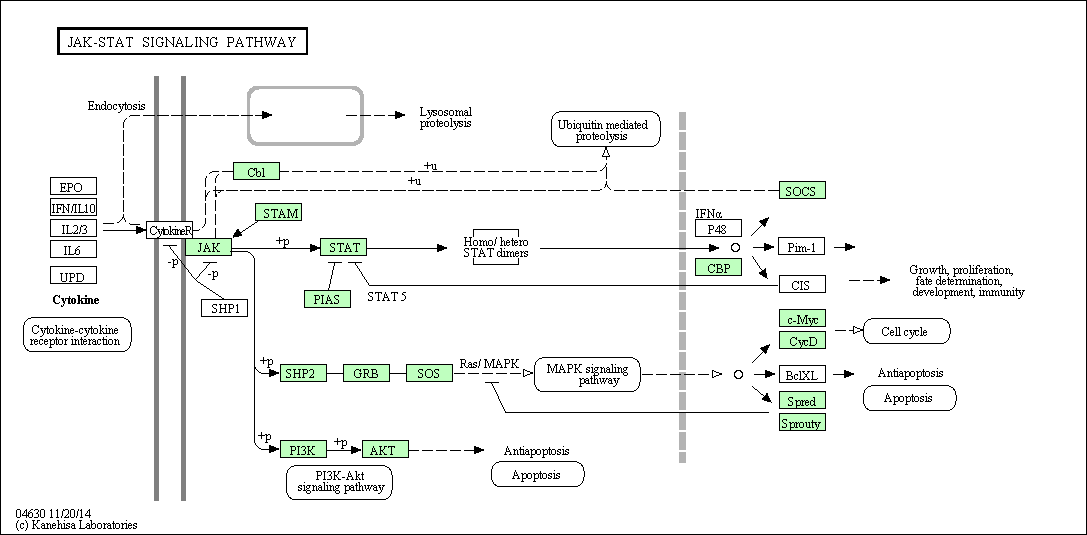 JAK-STAT SIGNALING PATHWAY
Endocytosis
Lysosomal
proteolysis
Ubiquitin mediated
proteolysis
Cbl
+u
+u
SOCS
EPO
IFN/IL10
IL2/3
IL6
UPD
Cytokine
Cytokine-cytokine
receptor interaction
CytokineR
STAM
JAK
+p
STAT
Homo/ hetero
STAT dimers
IFNα
P48
CBP
Pim-1
CIS
-p
-p
SHP1
PIAS
STAT 5
Growth, proliferation,
fate determination,
development, immunity
c-Myc
CycD
Cell cycle
+p
SHP2
GRB
SOS
Ras/ MAPK
MAPK signaling
pathway
BclXL
Antiapoptosis
Spred
Apoptosis
Sprouty
+p
PI3K
+p
AKT
Antiapoptosis
PI3K-Akt
signaling pathway
Apoptosis
04630 11/20/14
(c) Kanehisa Laboratories